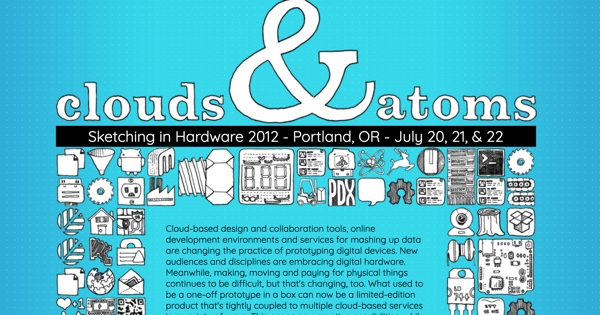 clouds & atoms
Sketching in Hardware 2012 - Portland, OR - July 20, 21, & 22
PDX
Cloud-based design and collaboration tools, online
development environments and services for mashing up data
are changing the practice of prototyping digital devices. New
audiences and disciplines are embracing digital hardware.
Meanwhile, making, moving and paying for physical things
continues to be difficult, but that's changing, too. What used to
be a one-off prototype in a box can now be a limited-edition
product that's tightly coupled to multiple cloud-based services
+1